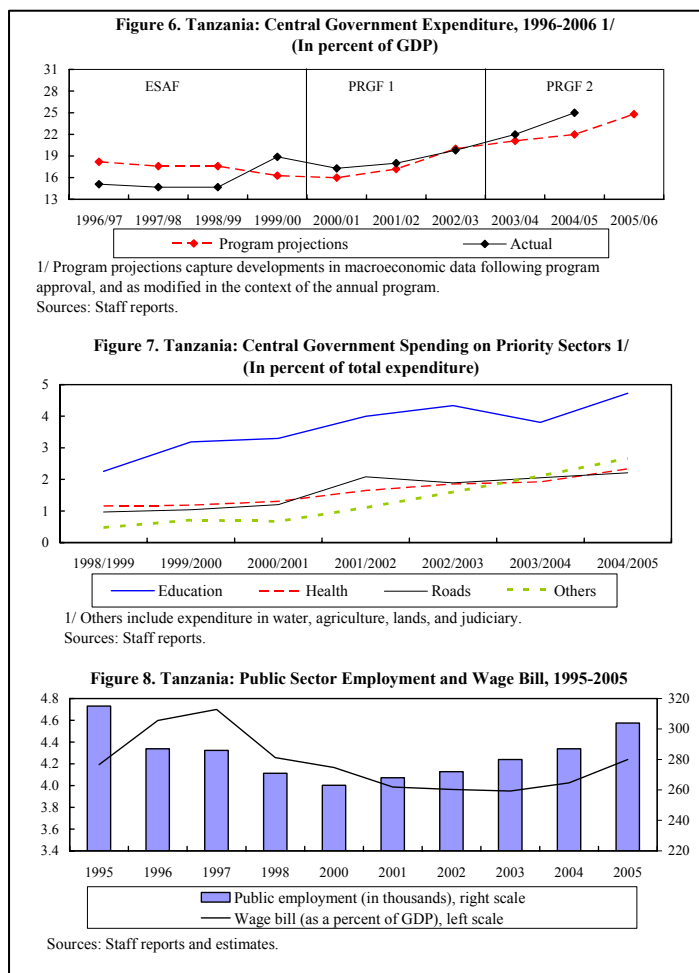 Figure 6. Tanzania: Central Government Expenditure, 1996-2006 1/
(In percent of GDP)
31
28
25
22
19
16
13
ESAF
PRGF 1
PRGF 2
1996/97 1997/98 1998/99 1999/00 2000/01 2001/02 2002/03 2003/04 2004/05 2005/06
Program projections Actual
1/ Program projections capture developments in macroeconomic data following program
approval, and as modified in the context of the annual program.
Sources: Staff reports.
Figure 7. Tanzania: Central Government Spending on Priority Sectors 1/
(In percent of total expenditure)
5
4
3
2
1
0
1998/1999 1999/2000 2000/2001 2001/2002 2002/2003 2003/2004 2004/2005
Education Health Roads Others
1/ Others include expenditure in water, agriculture, lands, and judiciary.
Sources: Staff reports.
Figure 8. Tanzania: Public Sector Employment and Wage Bill, 1995-2005
4.8 320
4.6 300
4.4
4.2 280
4.0 260
3.8
3.6 240
3.4 220
1995 1996 1997 1998 2000 2001 2002 2003 2004 2005
Public employment (in thousands), right scale
Wage bill (as a percent of GDP), left scale
Sources: Staff reports and estimates.